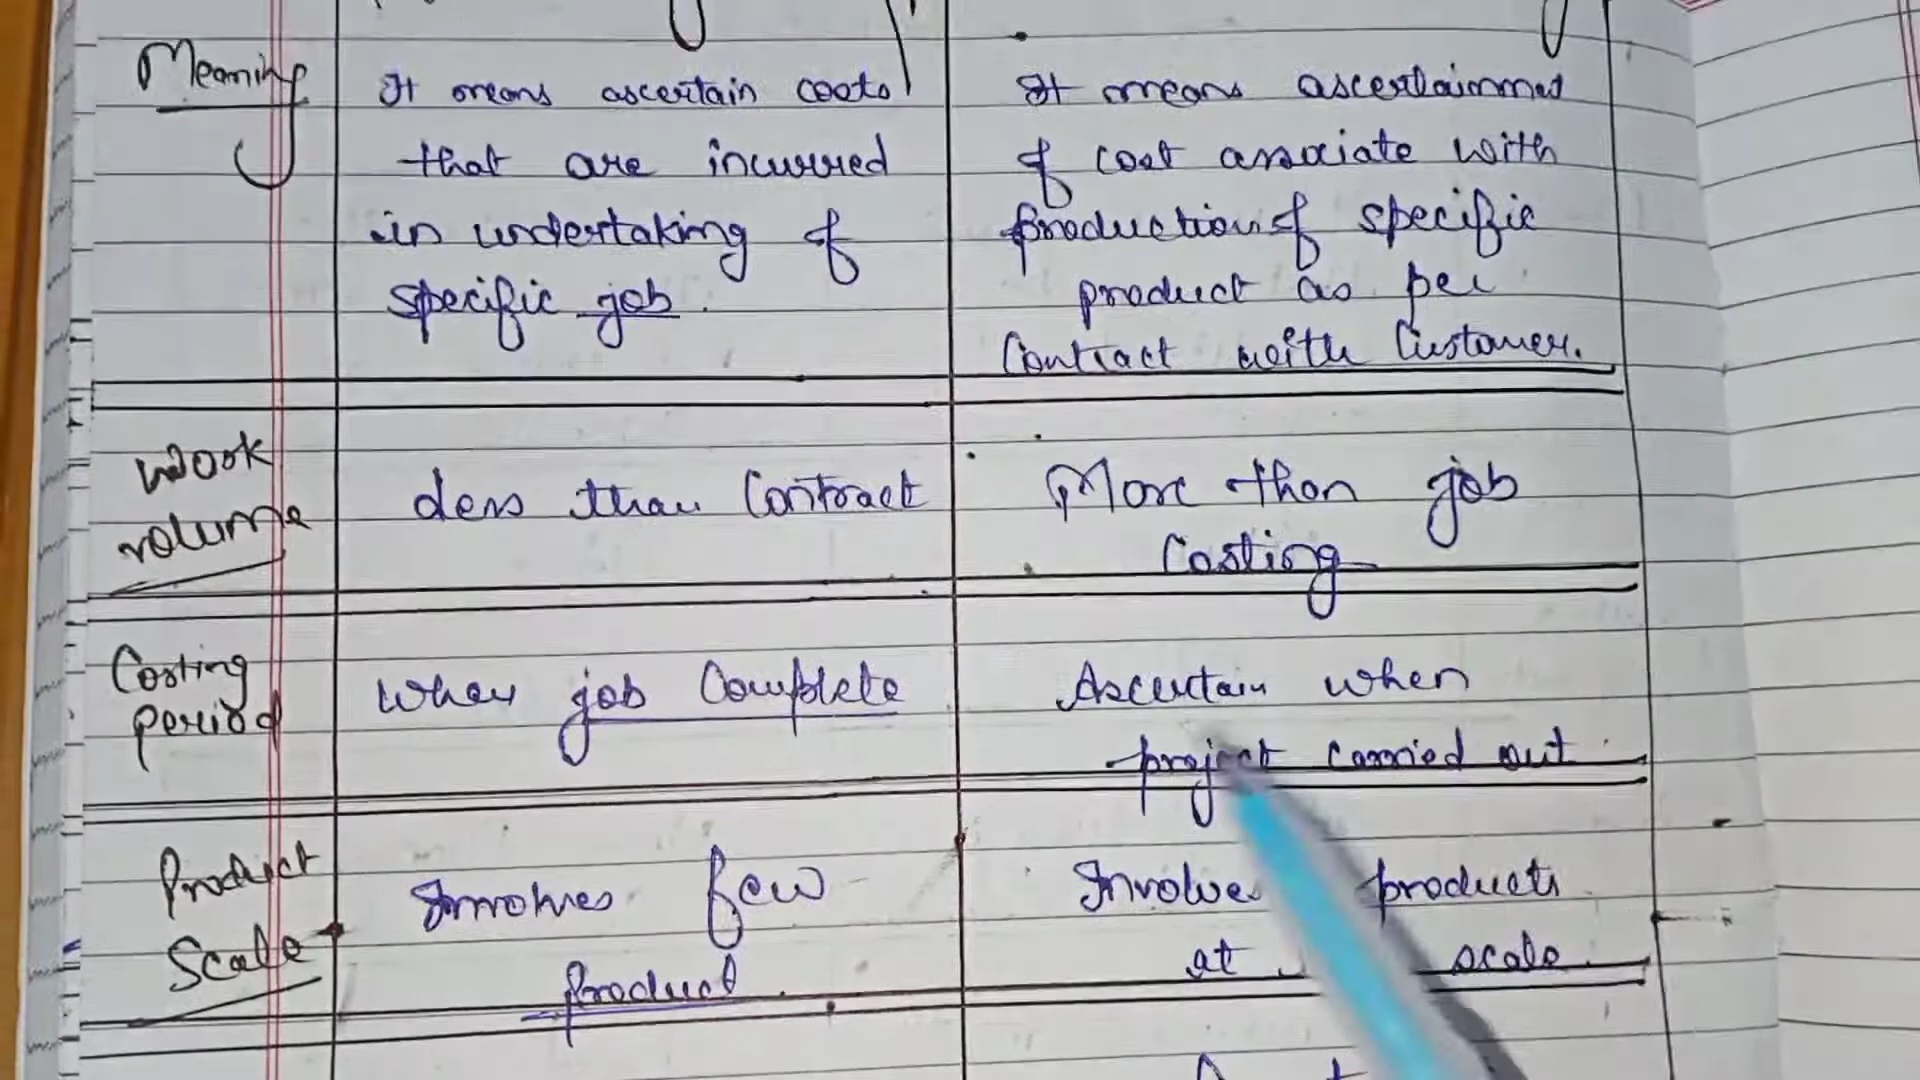 Meaning
It means ascertain costs
that are incurred
in undertaking of
specific job.
It means ascertainmet
of cost associate with
production of specific
product as per
Contract with Customer.
Work
volume
Less than Contract
More than job
Costing
Costing
period
When job Complete
Ascertain when
project carried out
Product
Scale
Involves few
product.
Involve products
at scale.